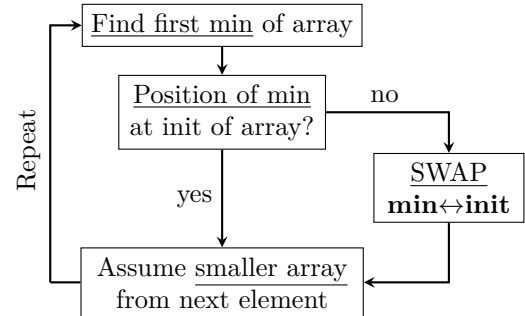 Find first min of array
Position of min
at init of array?
no
yes
SWAP
min↔init
Repeat
Assume smaller array
from next element